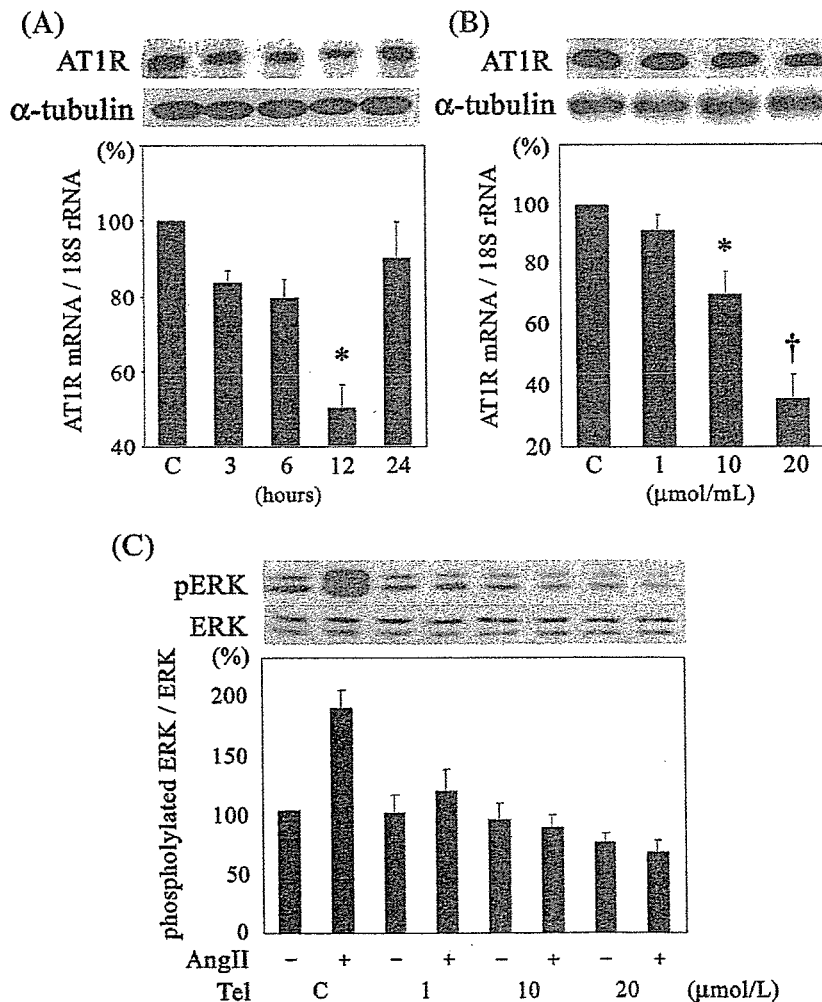 (A)
AT1R
α-tubulin
(%)
AT1R mRNA / 18S rRNA
100
80
60
40
*
C 3 6 12 24
(hours)
(B)
AT1R
α-tubulin
(%)
AT1R mRNA / 18S rRNA
100
80
60
40
20
*
†
C 1 10 20
(μmol/mL)
(C)
pERK
ERK
(%)
phospholylated ERK / ERK
200
150
100
50
0
AngII − + − + − + − +
Tel C 1 10 20 (μmol/L)